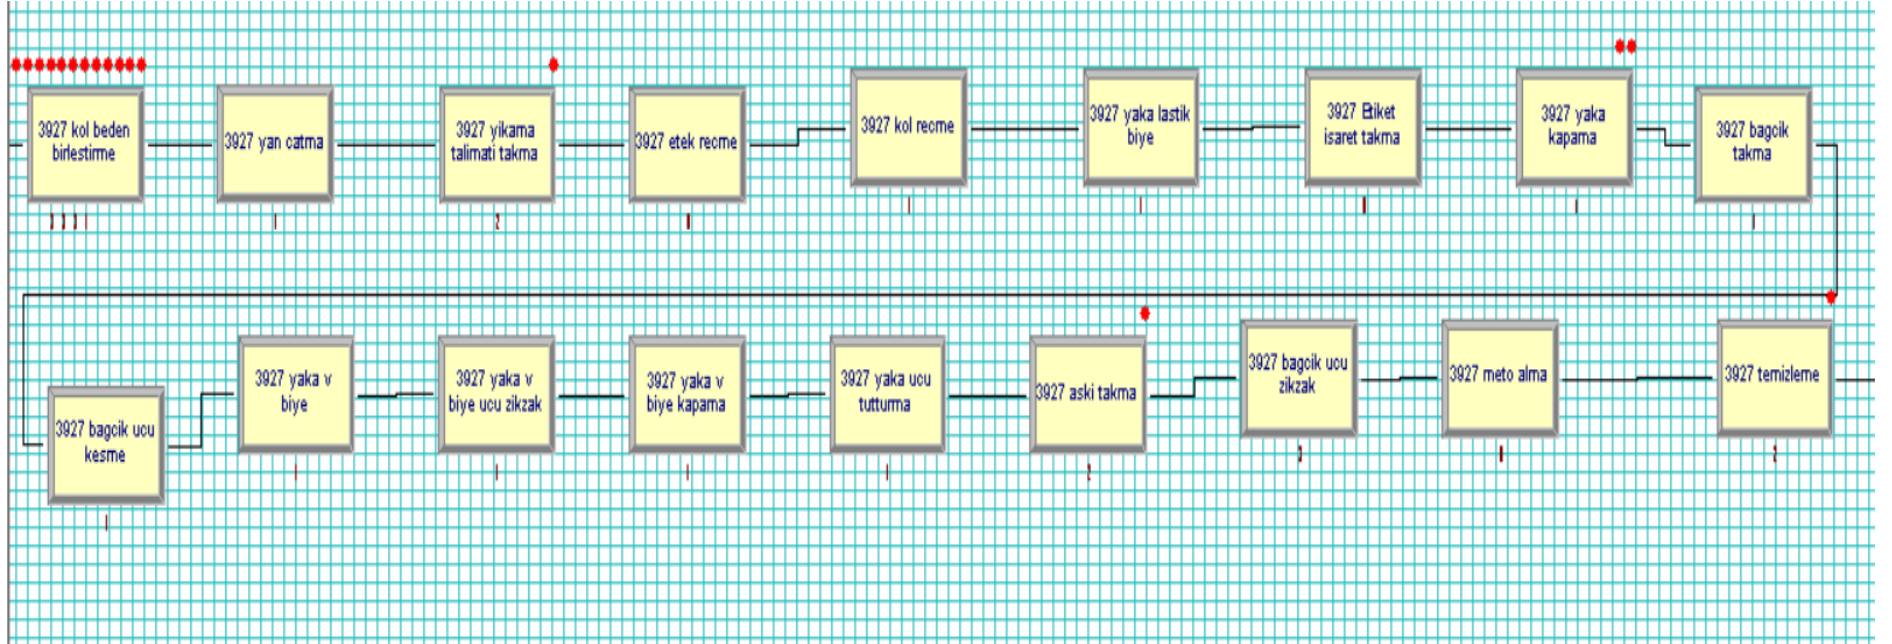 3927 kol beden
birlestirme
3927 yan catma
3927 yikama
talimati takma
3927 etek recme
3927 kol recme
3927 yaka lastik
biye
3927 Etiket
isaret takma
3927 yaka
kapama
3927 bagcik
takma
3927 bagcik ucu
kesme
3927 yaka v
biye
3927 yaka v
biye ucu zikzak
3927 yaka v
biye kapama
3927 yaka ucu
tutturma
3927 aski takma
3927 bagcik ucu
zikzak
3927 meto alma
3927 temizleme